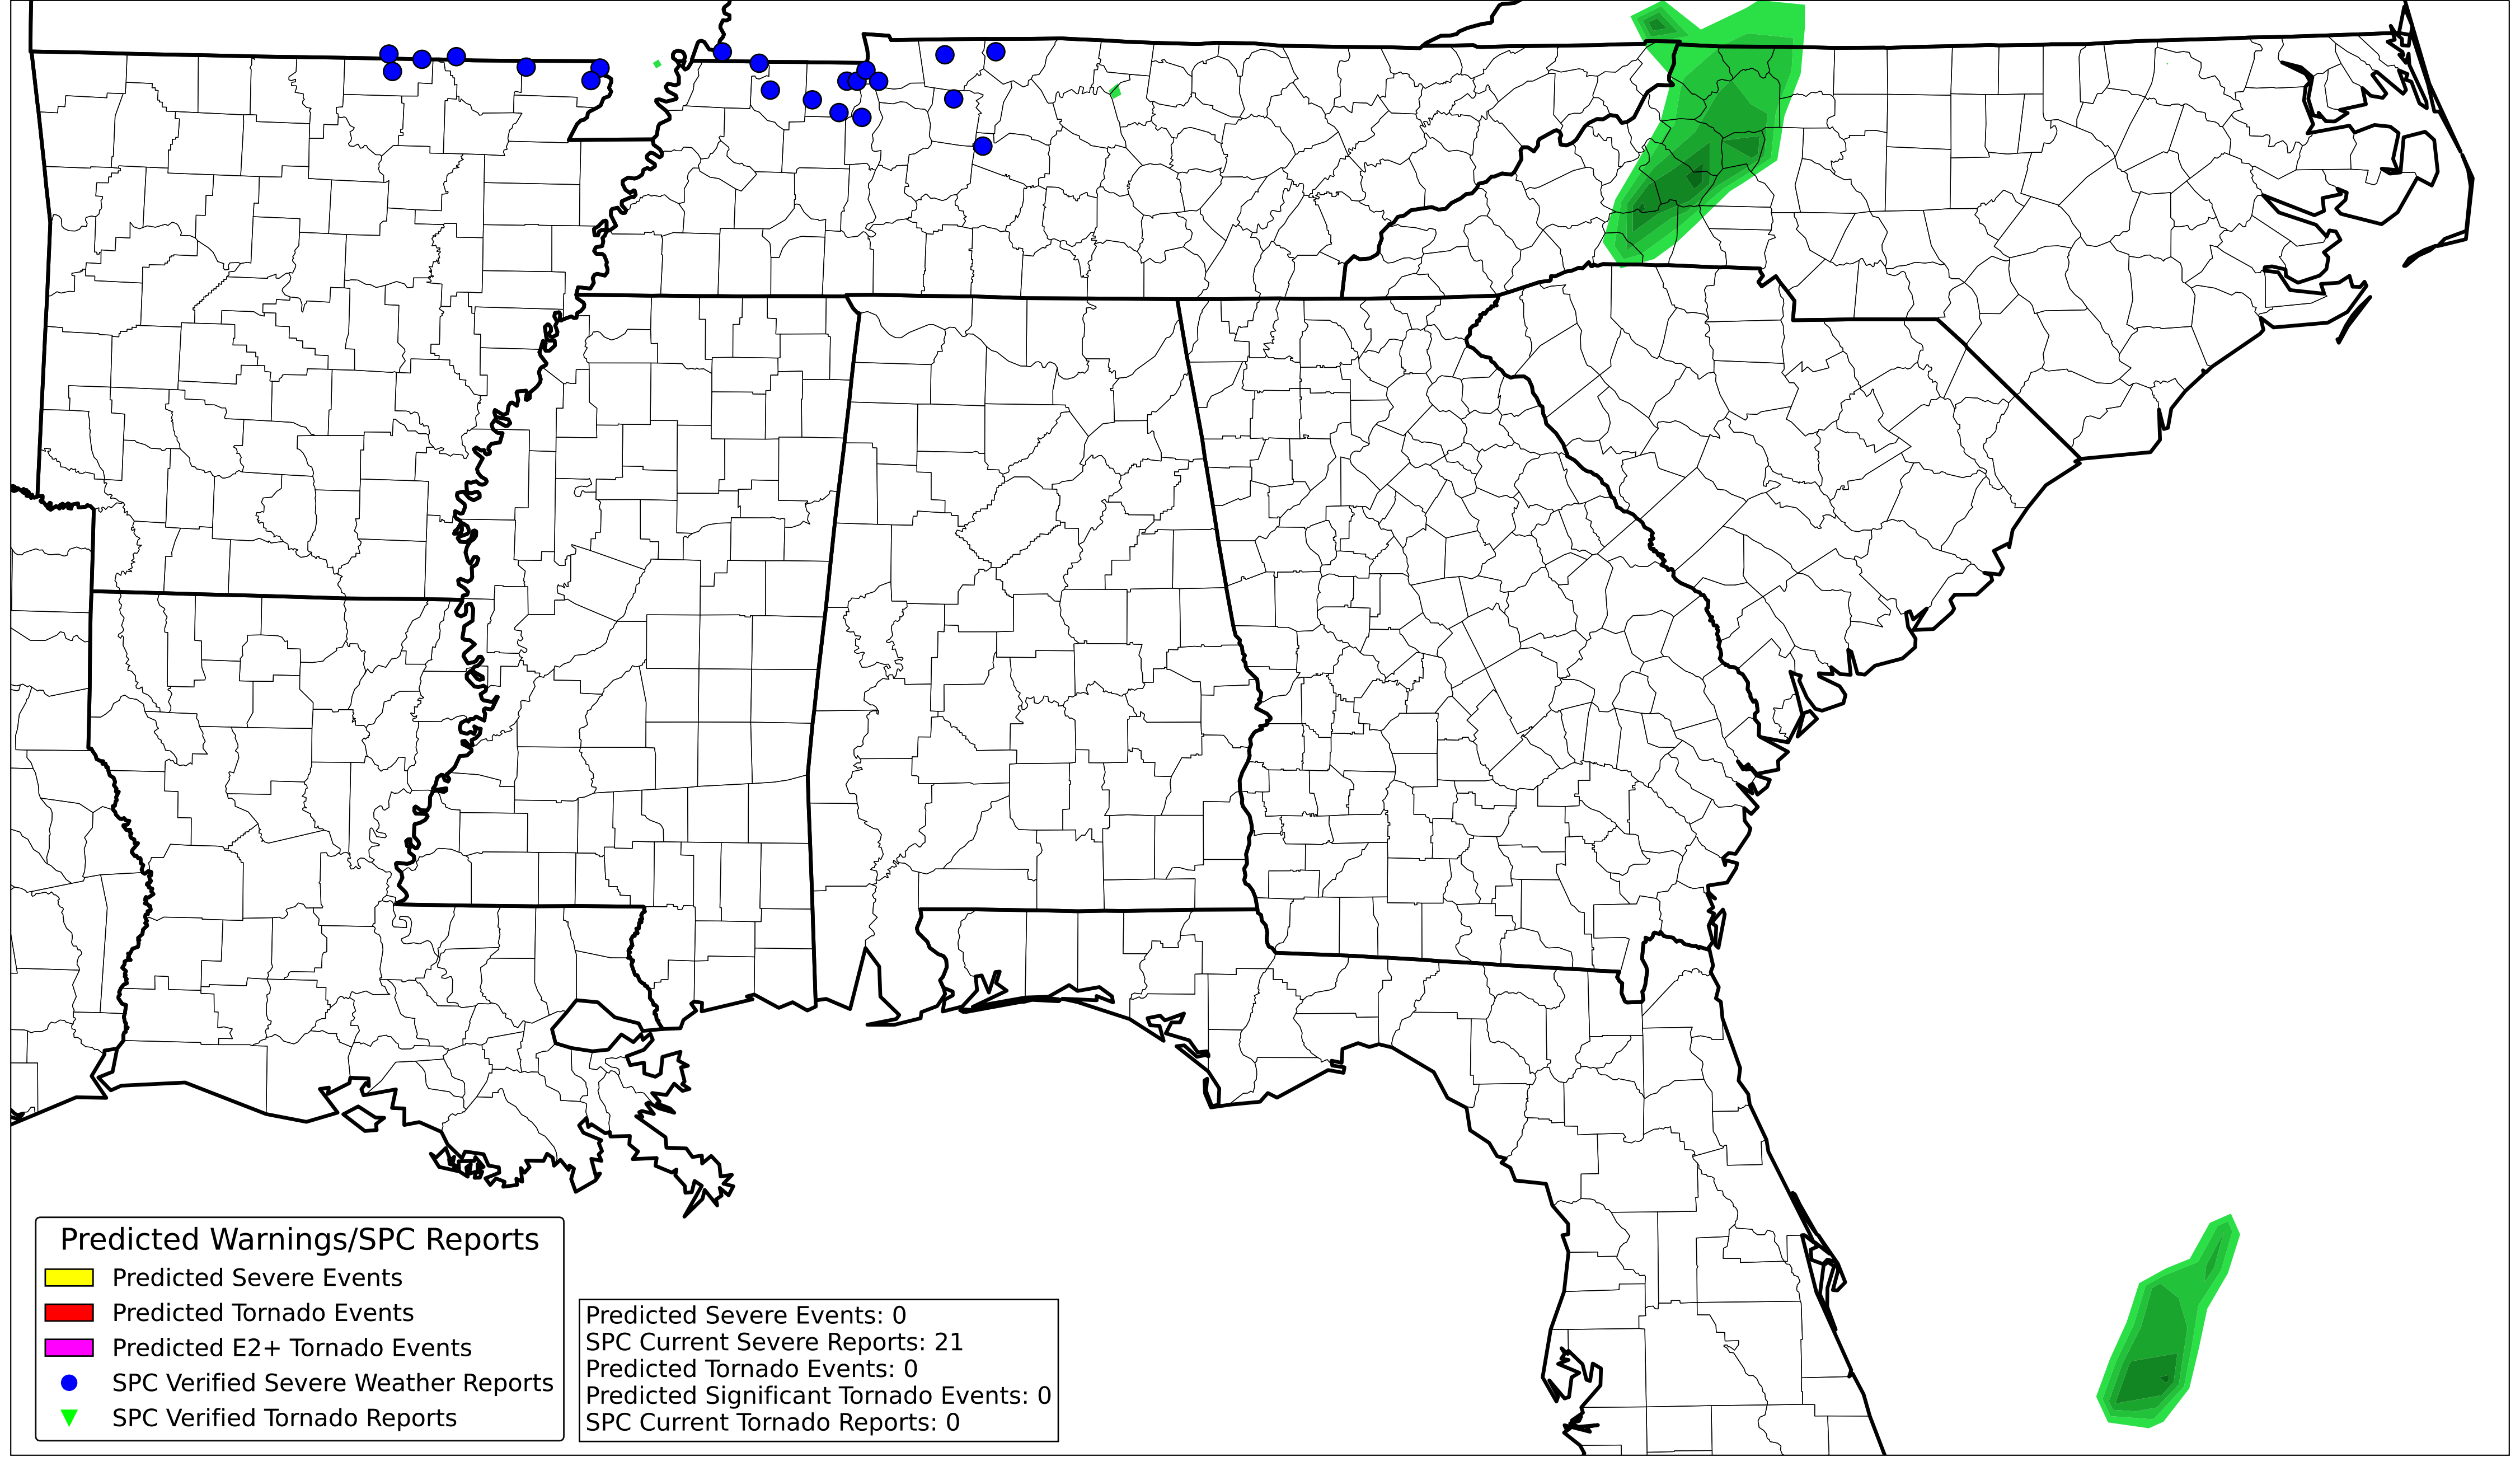 Predicted Warnings/SPC Reports
Predicted Severe Events
Predicted Tornado Events
Predicted E2+ Tornado Events
SPC Verified Severe Weather Reports
SPC Verified Tornado Reports
Predicted Severe Events: 0
SPC Current Severe Reports: 21
Predicted Tornado Events: 0
Predicted Significant Tornado Events: 0
SPC Current Tornado Reports: 0